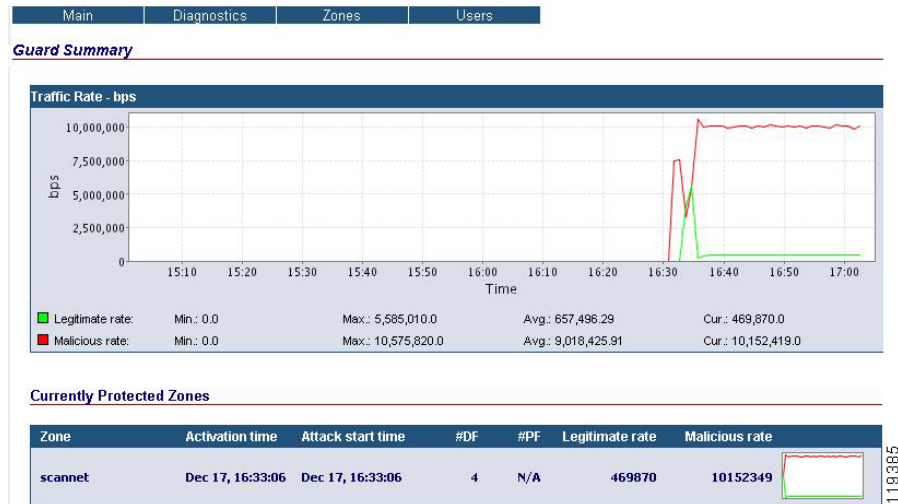 Main Diagnostics Zones Users
Guard Summary
Traffic Rate - bps
10,000,000
7,500,000
5,000,000
2,500,000
0
bps
15:10 15:20 15:30 15:40 15:50 16:00 16:10 16:20 16:30 16:40 16:50 17:00
Time
Legitimate rate: Min.: 0.0 Max.: 5,585,010.0 Avg.: 657,496.29 Cur.: 469,870.0
Malicious rate: Min.: 0.0 Max.: 10,575,820.0 Avg.: 9,018,425.91 Cur.: 10,152,419.0
Currently Protected Zones
Zone Activation time Attack start time #DF #PF Legitimate rate Malicious rate
scannet Dec 17, 16:33:06 Dec 17, 16:33:06 4 N/A 469870 10152349
119385